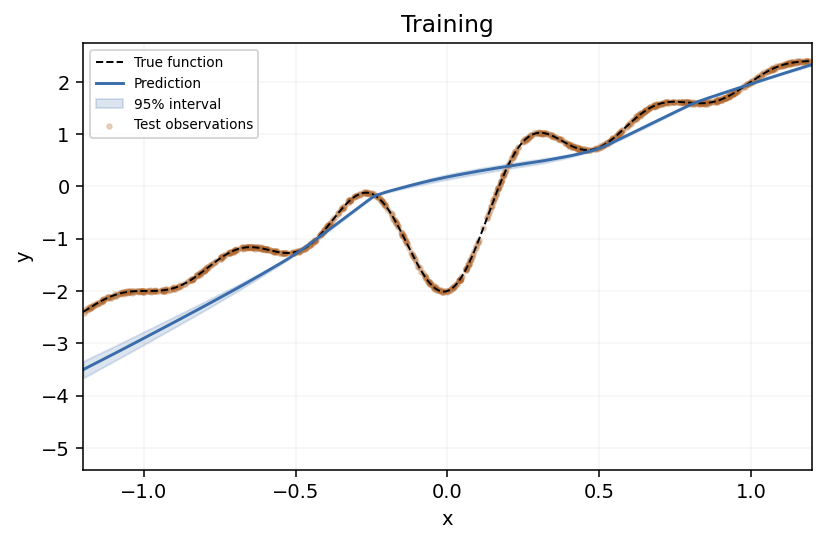 Training
True function
Prediction
95% interval
Test observations
y
2
1
0
−1
−2
−3
−4
−5
−1.0 −0.5 0.0 0.5 1.0
x